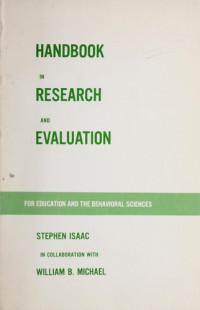 HANDBOOK
IN
RESEARCH
AND
EVALUATION
FOR EDUCATION AND THE BEHAVIORAL SCIENCES
STEPHEN ISAAC
IN COLLABORATION WITH
WILLIAM B. MICHAEL